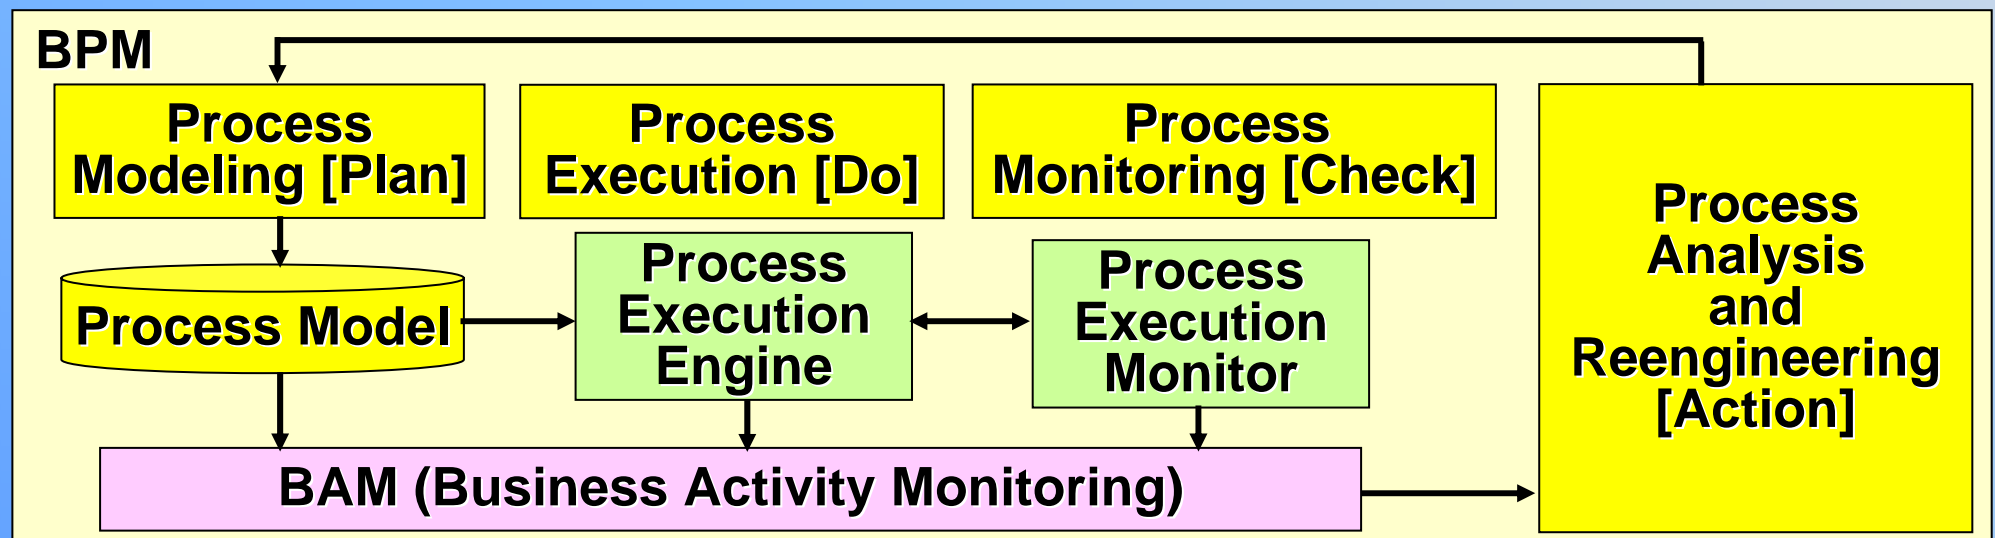 BPM
Process
Modeling [Plan]
Process
Execution [Do]
Process
Monitoring [Check]
Process
Analysis
and
Reengineering
[Action]
Process Model
Process
Execution
Engine
Process
Execution
Monitor
BAM (Business Activity Monitoring)